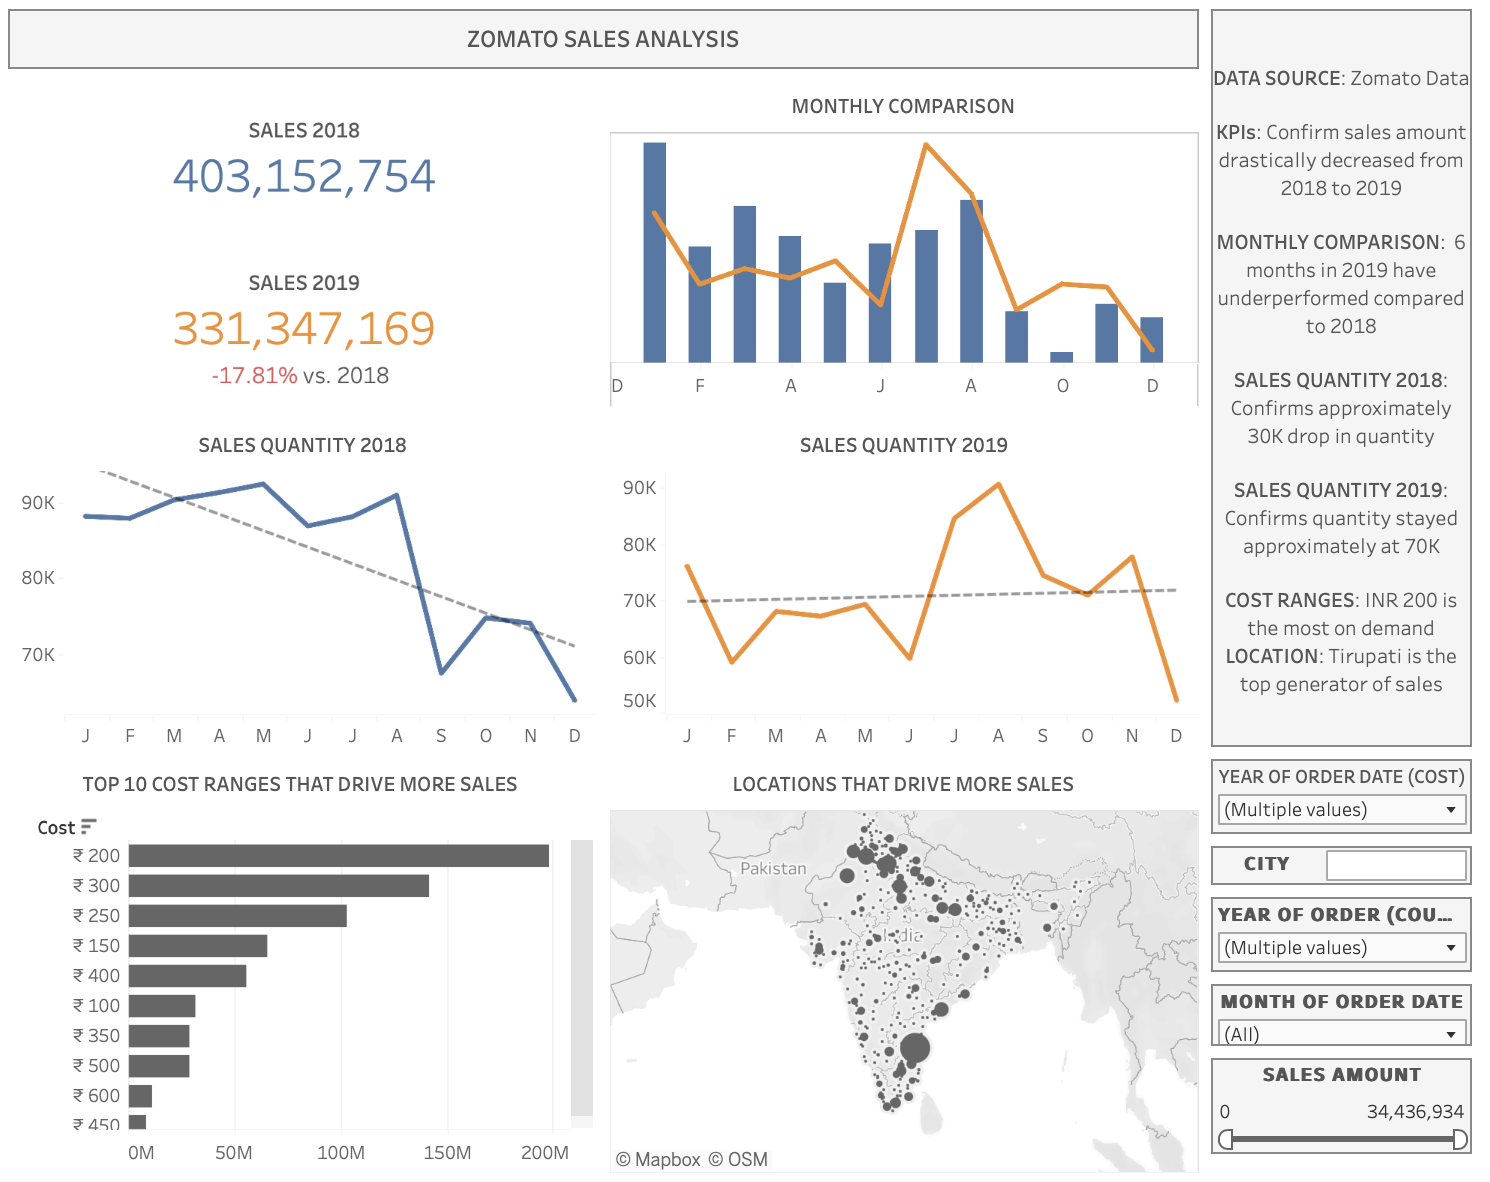 ZOMATO SALES ANALYSIS
SALES 2018
403,152,754
SALES 2019
331,347,169
-17.81% vs. 2018
MONTHLY COMPARISON
D F A J A O D
SALES QUANTITY 2018
90K
80K
70K
J F M A M J J A S O N D
SALES QUANTITY 2019
90K
80K
70K
60K
50K
J F M A M J J A S O N D
TOP 10 COST RANGES THAT DRIVE MORE SALES
Cost
₹ 200
₹ 300
₹ 250
₹ 150
₹ 400
₹ 100
₹ 350
₹ 500
₹ 600
₹ 450
0M 50M 100M 150M 200M
LOCATIONS THAT DRIVE MORE SALES
Pakistan
India
© Mapbox © OSM
DATA SOURCE: Zomato Data
KPIs: Confirm sales amount
drastically decreased from
2018 to 2019
MONTHLY COMPARISON: 6
months in 2019 have
underperformed compared
to 2018
SALES QUANTITY 2018:
Confirms approximately
30K drop in quantity
SALES QUANTITY 2019:
Confirms quantity stayed
approximately at 70K
COST RANGES: INR 200 is
the most on demand
LOCATION: Tirupati is the
top generator of sales
YEAR OF ORDER DATE (COST)
(Multiple values)
CITY
YEAR OF ORDER (COU...
(Multiple values)
MONTH OF ORDER DATE
(All)
SALES AMOUNT
0 34,436,934